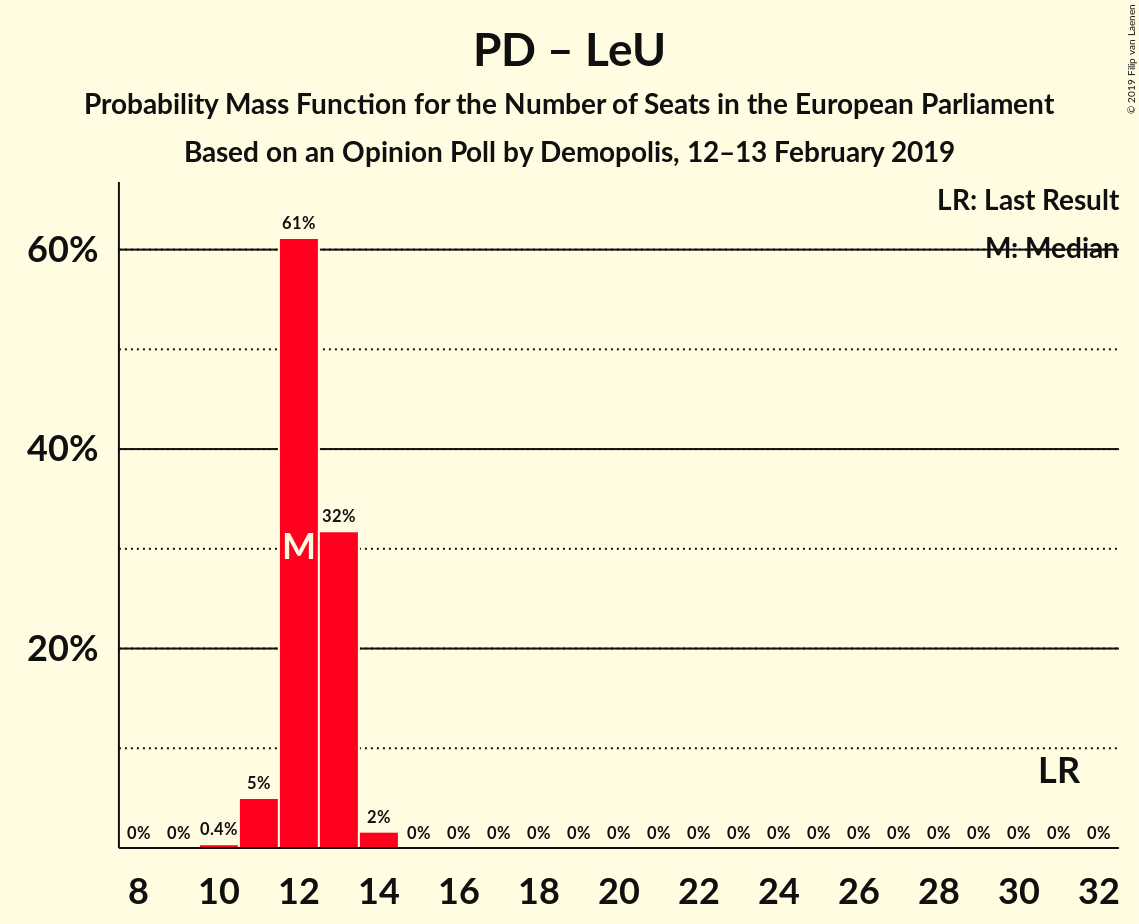 © 2019 Filip van Laenen
PD – LeU
Probability Mass Function for the Number of Seats in the European Parliament
Based on an Opinion Poll by Demopolis, 12–13 February 2019
LR: Last Result
M: Median
60%
40%
20%
0% 0% 0.4% 5% 61% 32% 2% 0% 0% 0% 0% 0% 0% 0% 0% 0% 0% 0% 0% 0% 0% 0% 0% 0% 0%
M
LR
8 10 12 14 16 18 20 22 24 26 28 30 32